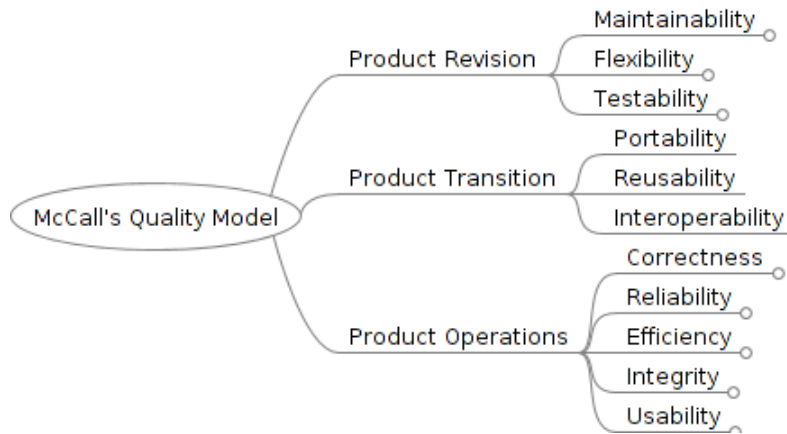 McCall's Quality Model
Product Revision
Maintainability
Flexibility
Testability
Product Transition
Portability
Reusability
Interoperability
Product Operations
Correctness
Reliability
Efficiency
Integrity
Usability